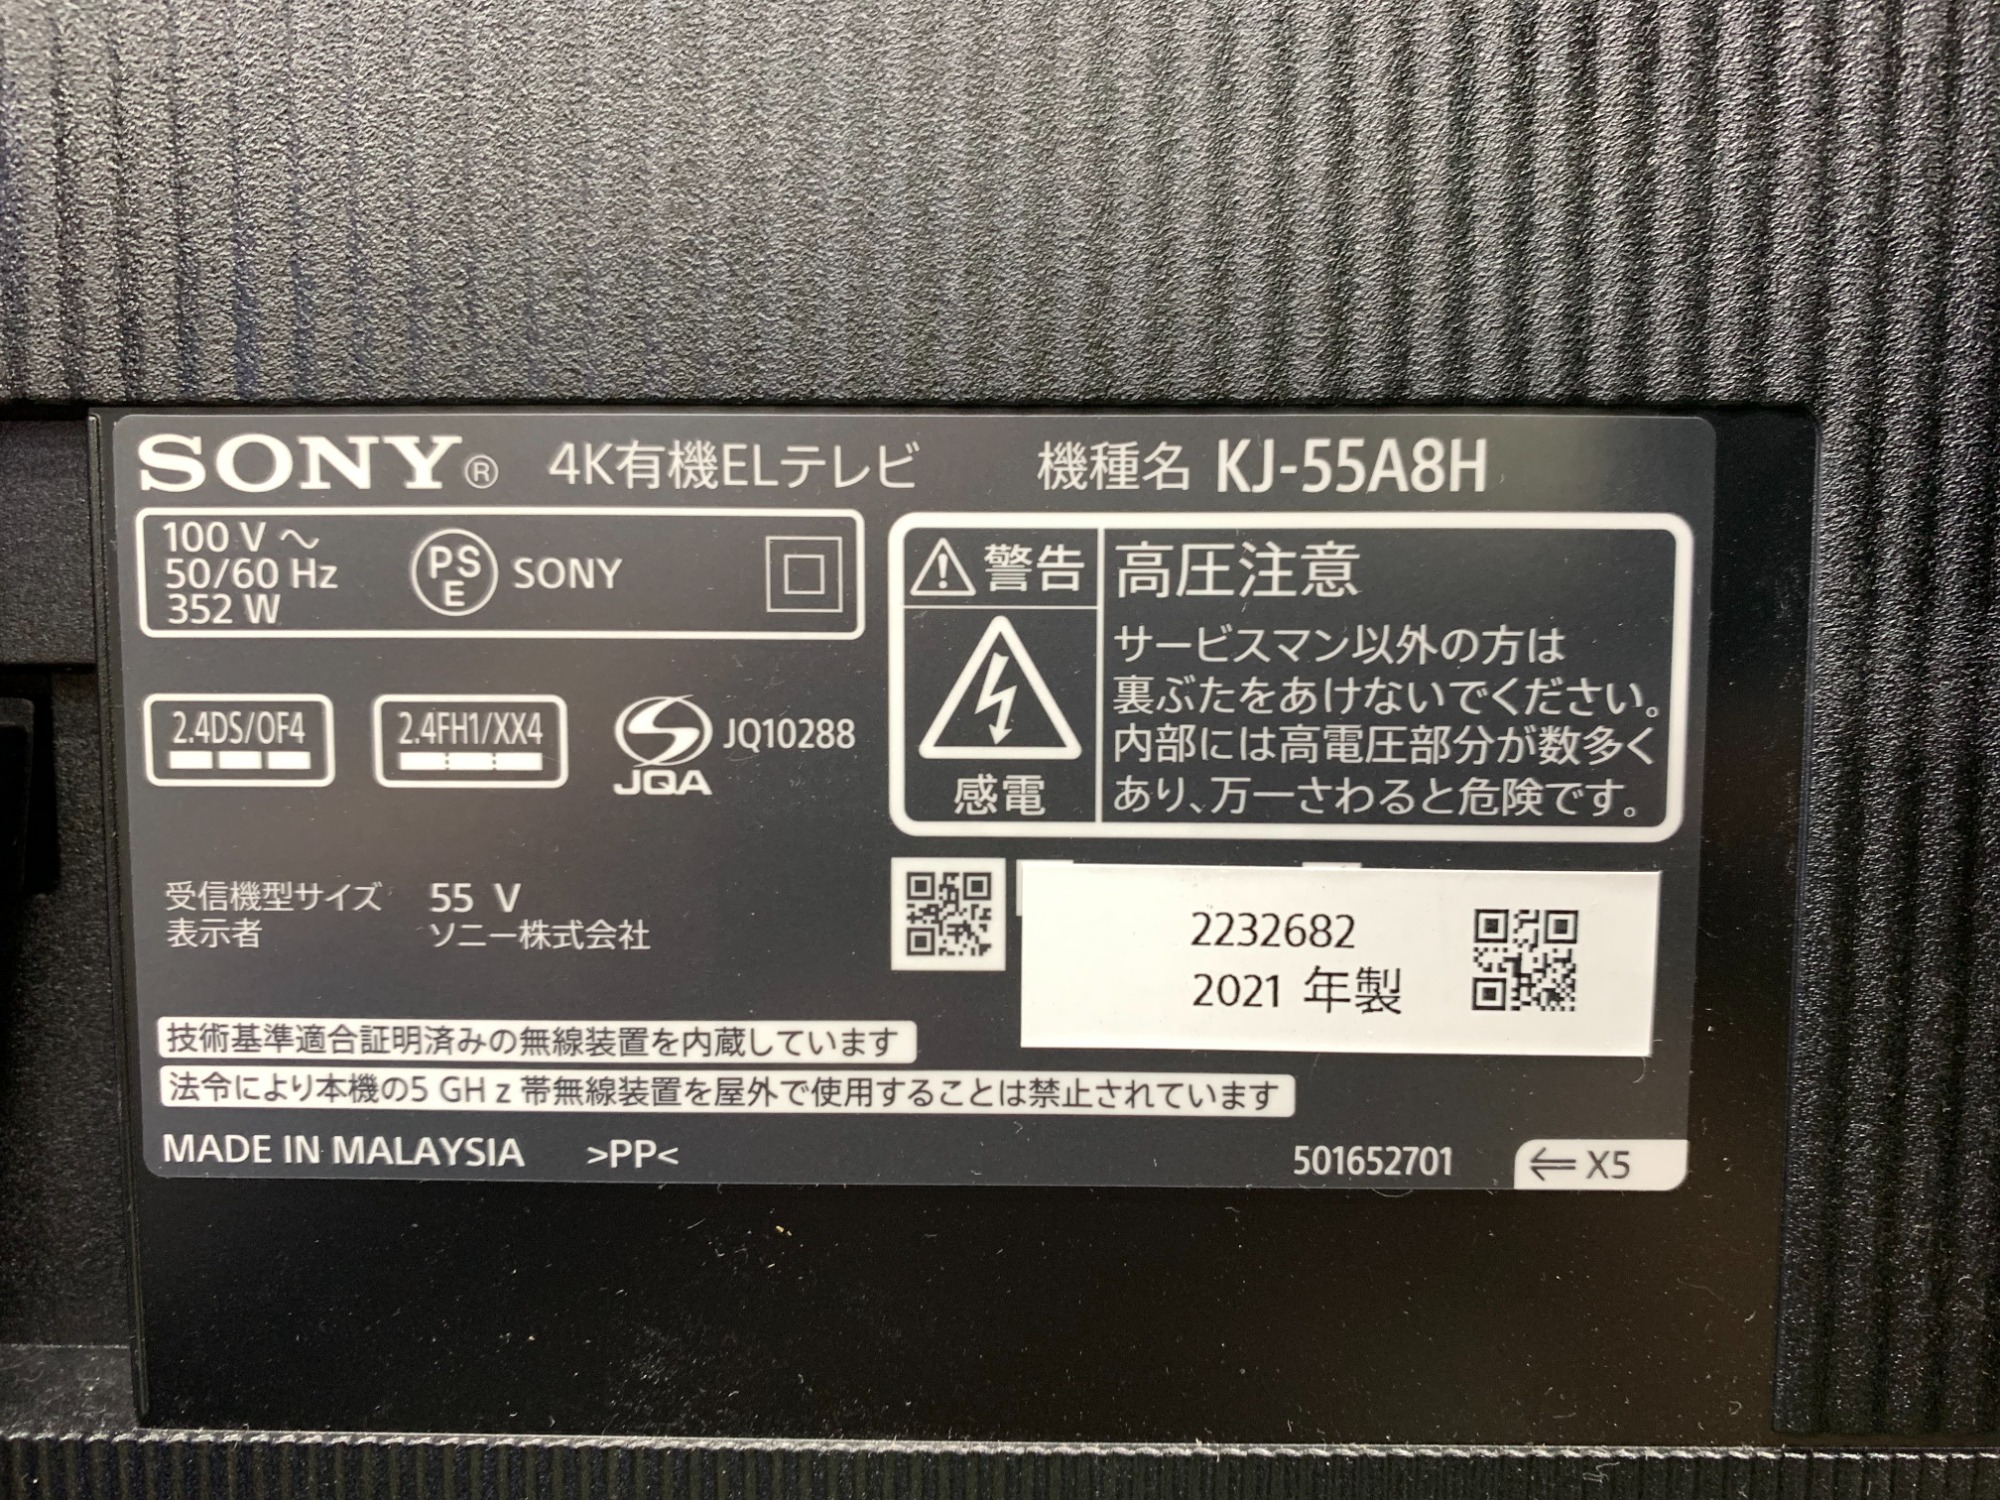 SONY® 4K有機ELテレビ 機種名 KJ-55A8H
100 V ～
50/60 Hz
352 W
PS
E
SONY
警告
感電
高圧注意
サービスマン以外の方は
裏ぶたをあけないでください。
内部には高電圧部分が数多く
あり、万一さわると危険です。
2.4DS/OF4
2.4FH1/XX4
JQA
JQ10288
受信機型サイズ 55 V
表示者 ソニー株式会社
2232682
2021 年製
技術基準適合証明済みの無線装置を内蔵しています
法令により本機の5 GHz帯無線装置を屋外で使用することは禁止されています
MADE IN MALAYSIA >PP<
501652701
⇐ X5